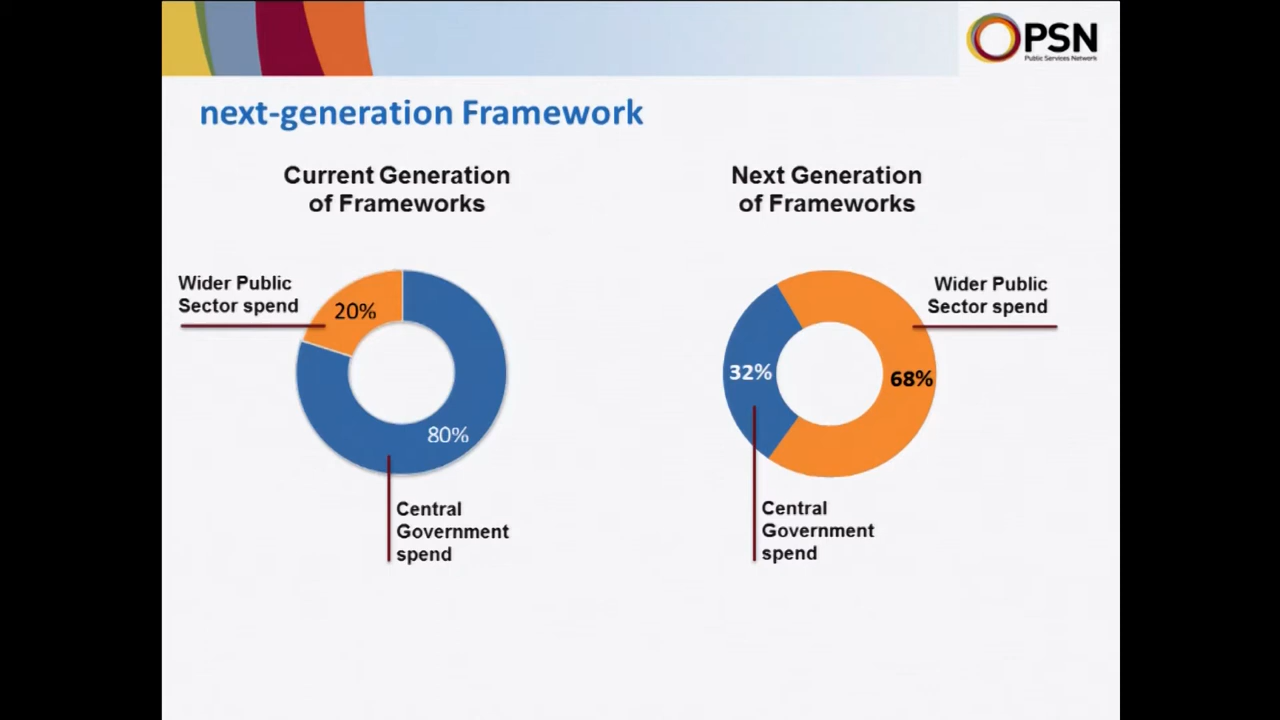 PSN
Public Services Network
next-generation Framework
Current Generation
of Frameworks
Wider Public
Sector spend
20%
80%
Central
Government
spend
Next Generation
of Frameworks
Wider Public
Sector spend
32%
68%
Central
Government
spend